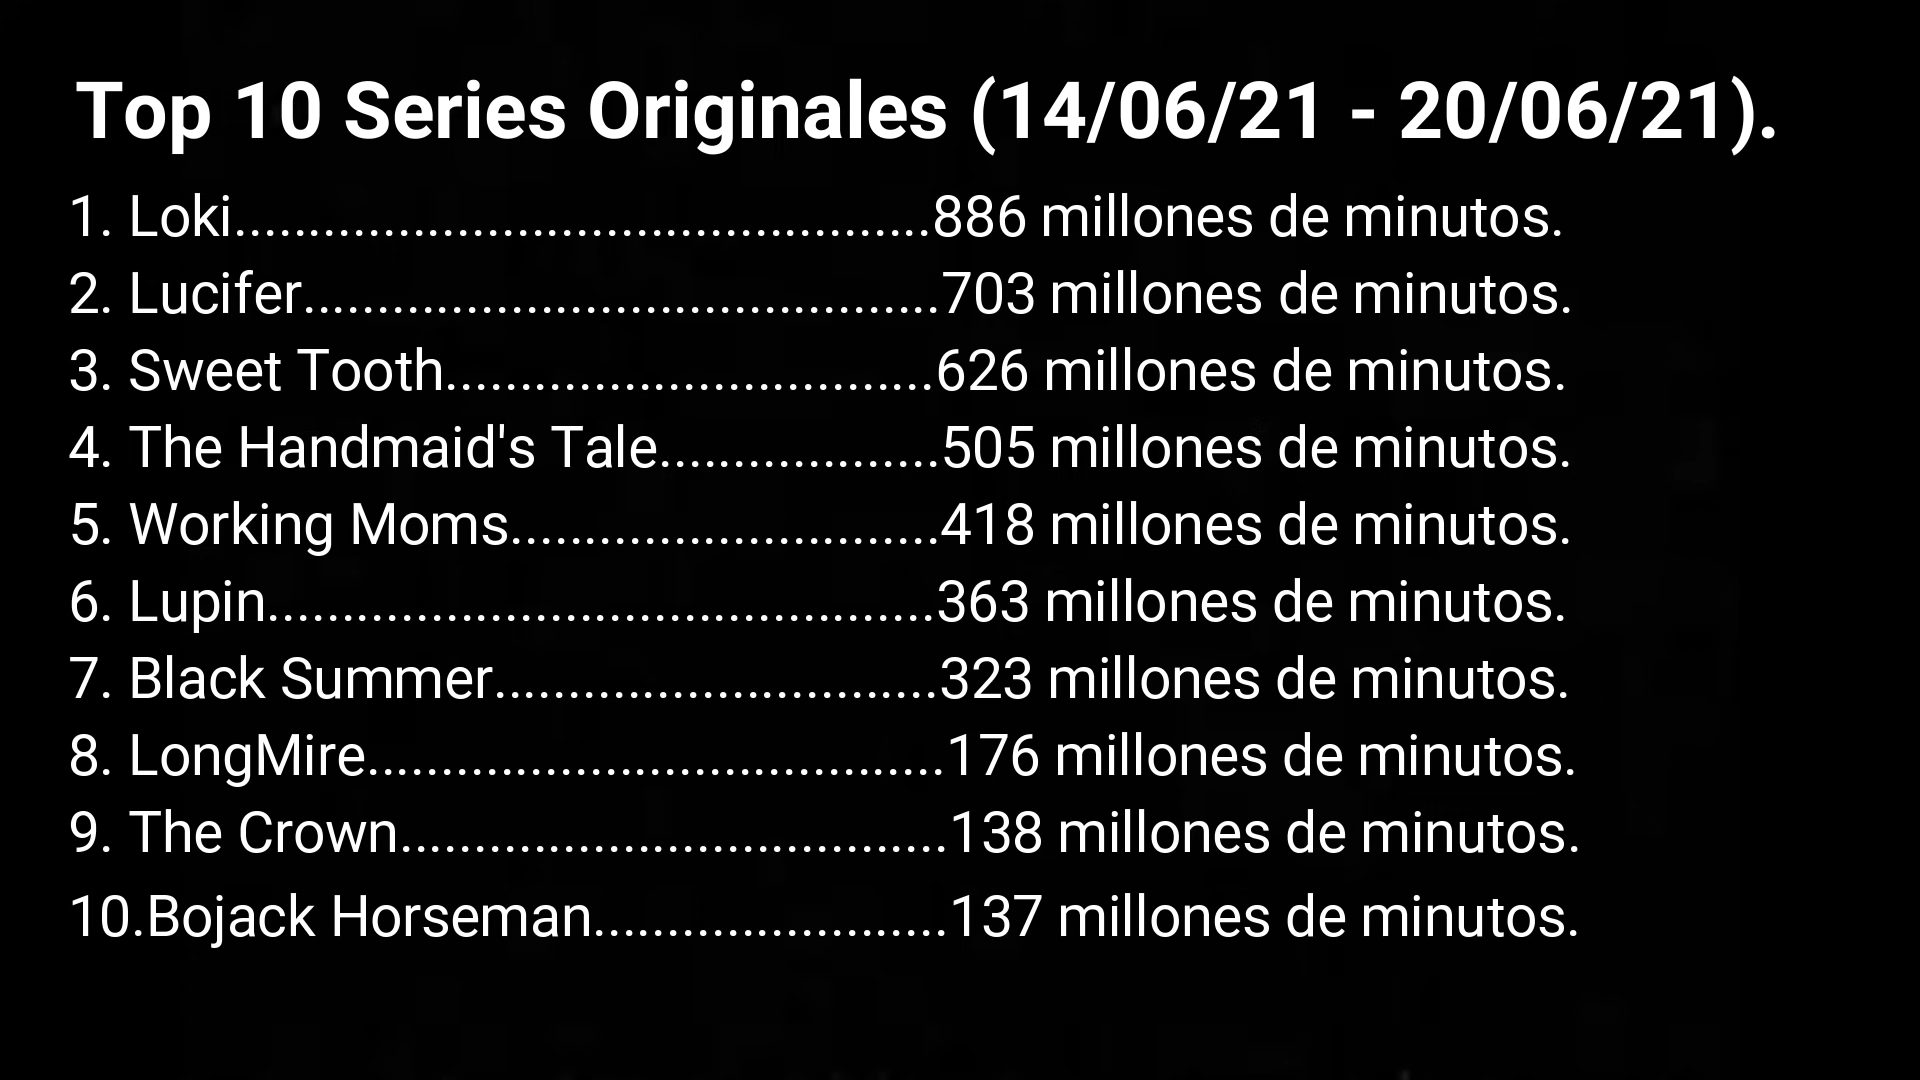 Top 10 Series Originales (14/06/21 - 20/06/21).
1. Loki...............................................886 millones de minutos.
2. Lucifer...........................................703 millones de minutos.
3. Sweet Tooth.................................626 millones de minutos.
4. The Handmaid's Tale...................505 millones de minutos.
5. Working Moms.............................418 millones de minutos.
6. Lupin.............................................363 millones de minutos.
7. Black Summer..............................323 millones de minutos.
8. LongMire.......................................176 millones de minutos.
9. The Crown.....................................138 millones de minutos.
10.Bojack Horseman........................137 millones de minutos.